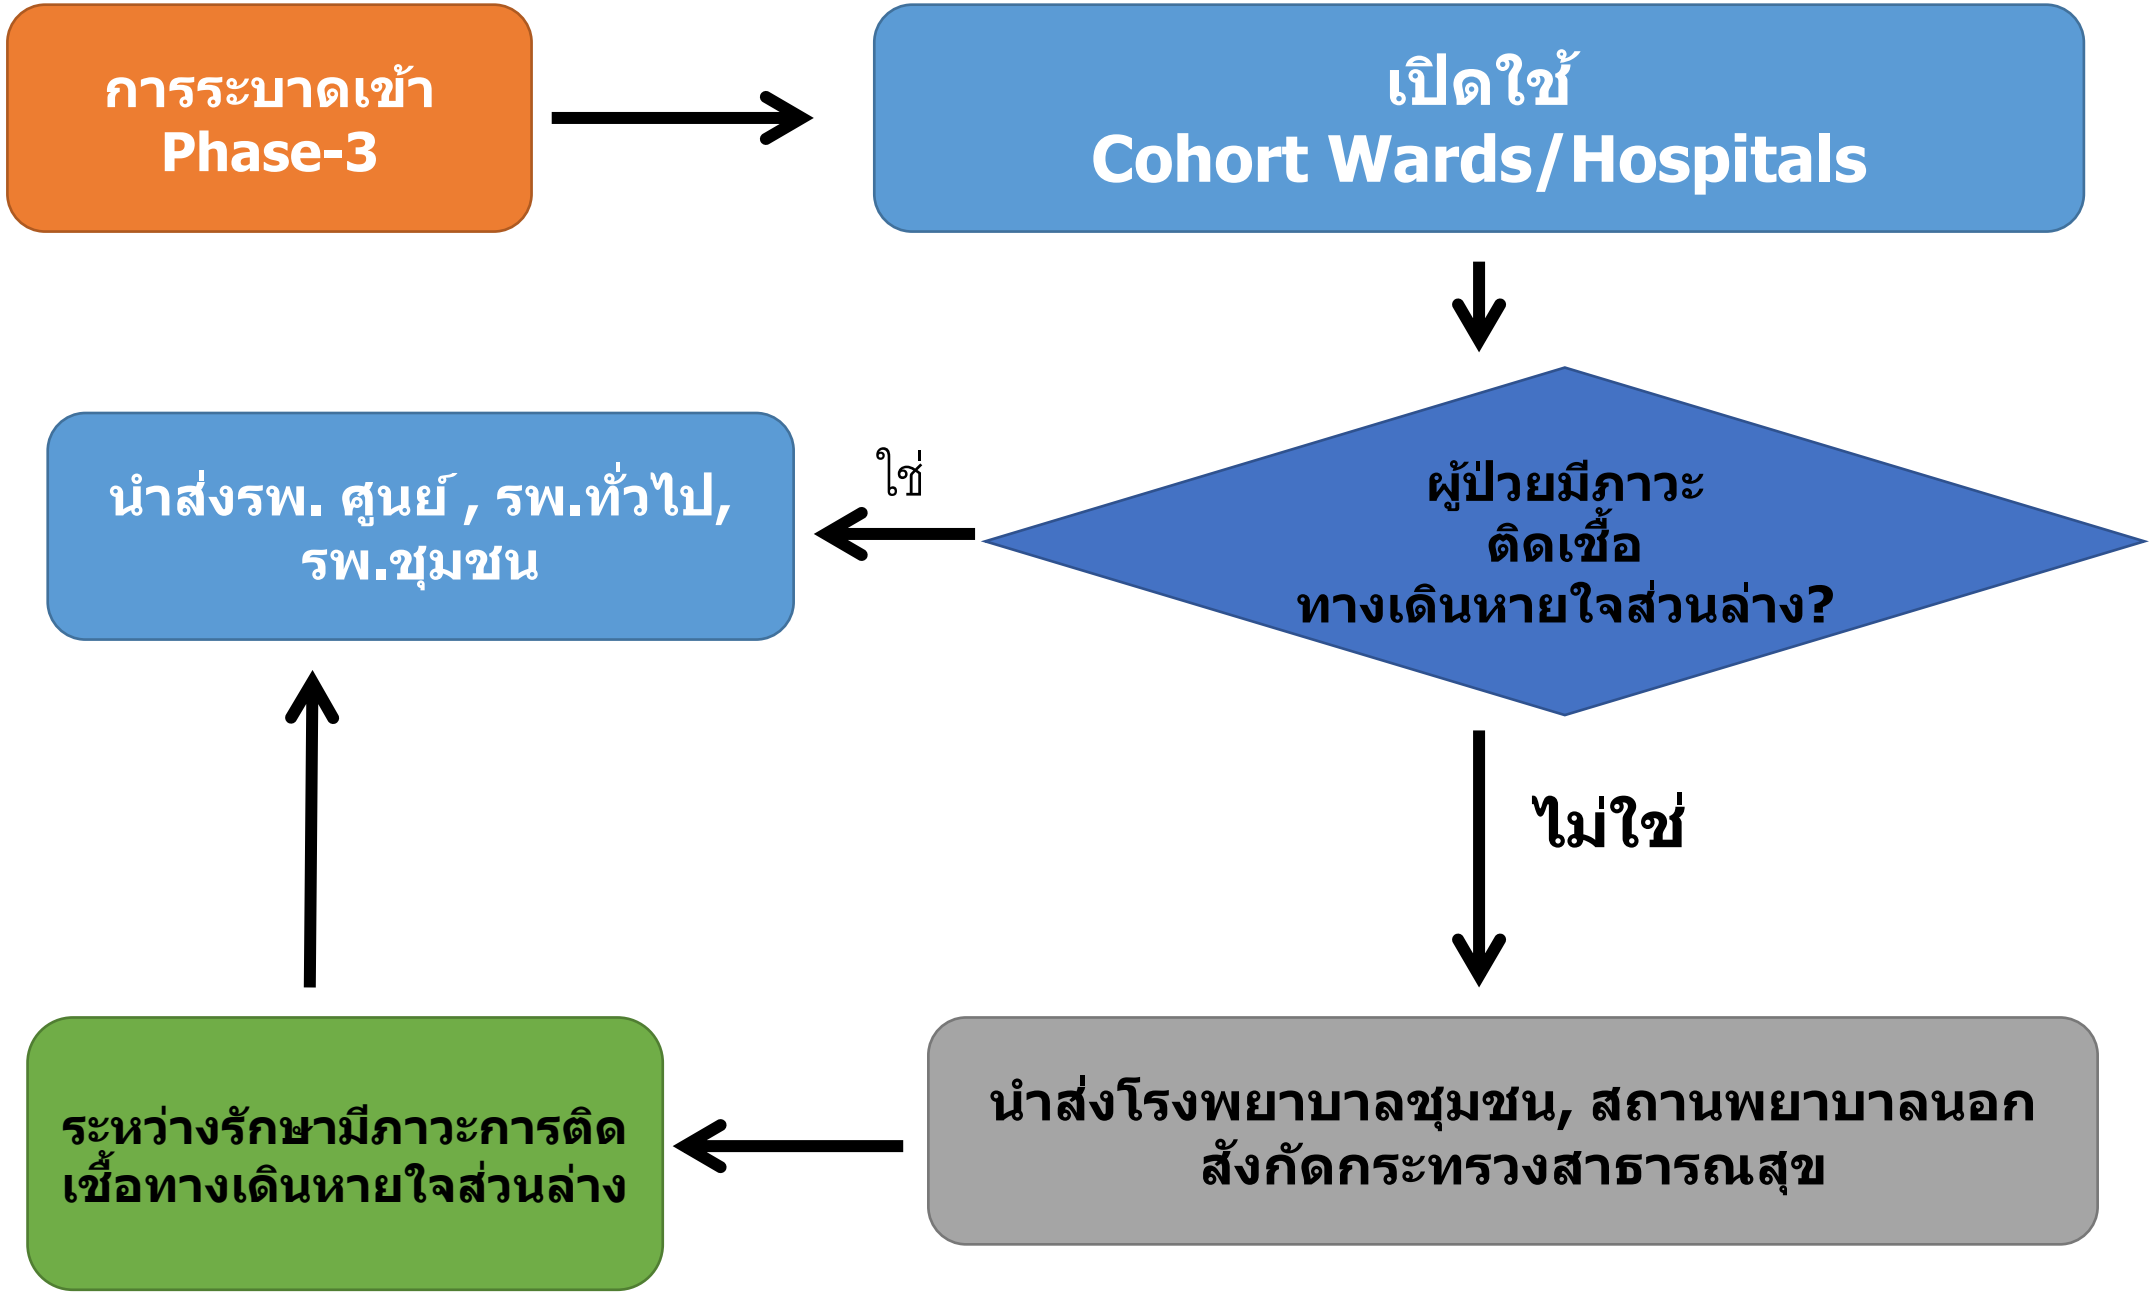 การระบาดเข้า
Phase-3
เปิดใช้
Cohort Wards/Hospitals
ผู้ป่วยมีภาวะ
ติดเชื้อ
ทางเดินหายใจส่วนล่าง?
ใช่
นำส่งรพ. ศูนย์ , รพ.ทั่วไป,
รพ.ชุมชน
ไม่ใช่
นำส่งโรงพยาบาลชุมชน, สถานพยาบาลนอก
สังกัดกระทรวงสาธารณสุข
ระหว่างรักษามีภาวะการติด
เชื้อทางเดินหายใจส่วนล่าง